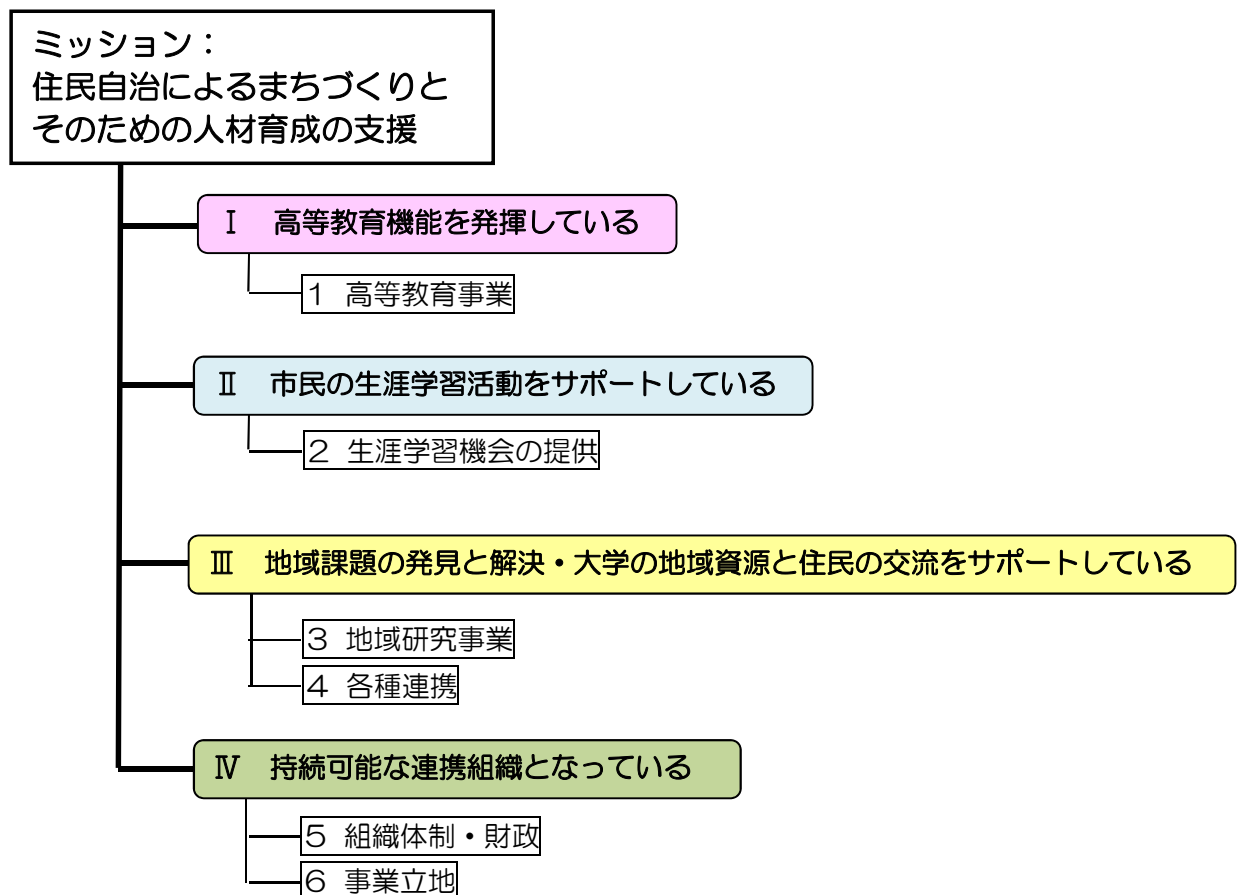 ミッション：
住民自治によるまちづくりと
そのための人材育成の支援
Ⅰ　高等教育機能を発揮している
１ 高等教育事業
Ⅱ　市民の生涯学習活動をサポートしている
２ 生涯学習機会の提供
Ⅲ　地域課題の発見と解決・大学の地域資源と住民の交流をサポートしている
３ 地域研究事業
４ 各種連携
Ⅳ　持続可能な連携組織となっている
５ 組織体制・財政
６ 事業立地